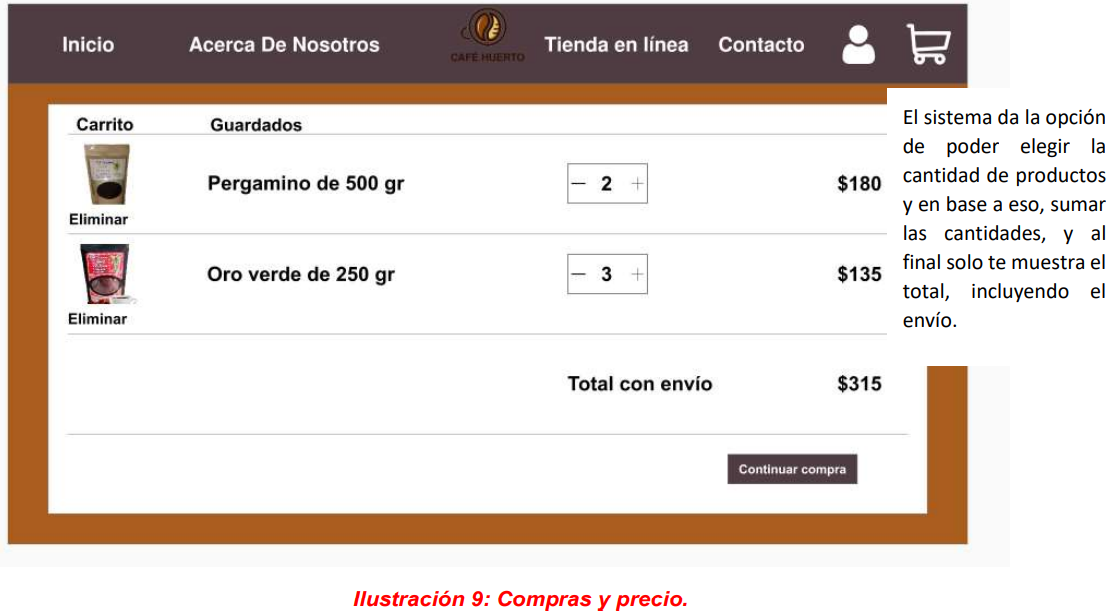 Inicio Acerca De Nosotros CAFÉ HUERTO Tienda en línea Contacto
Carrito Guardados
Pergamino de 500 gr — 2 + $180
Eliminar
Oro verde de 250 gr — 3 + $135
Eliminar
Total con envío $315
Continuar compra
El sistema da la opción
de poder elegir la
cantidad de productos
y en base a eso, sumar
las cantidades, y al
final solo te muestra el
total, incluyendo el
envío.
Ilustración 9: Compras y precio.